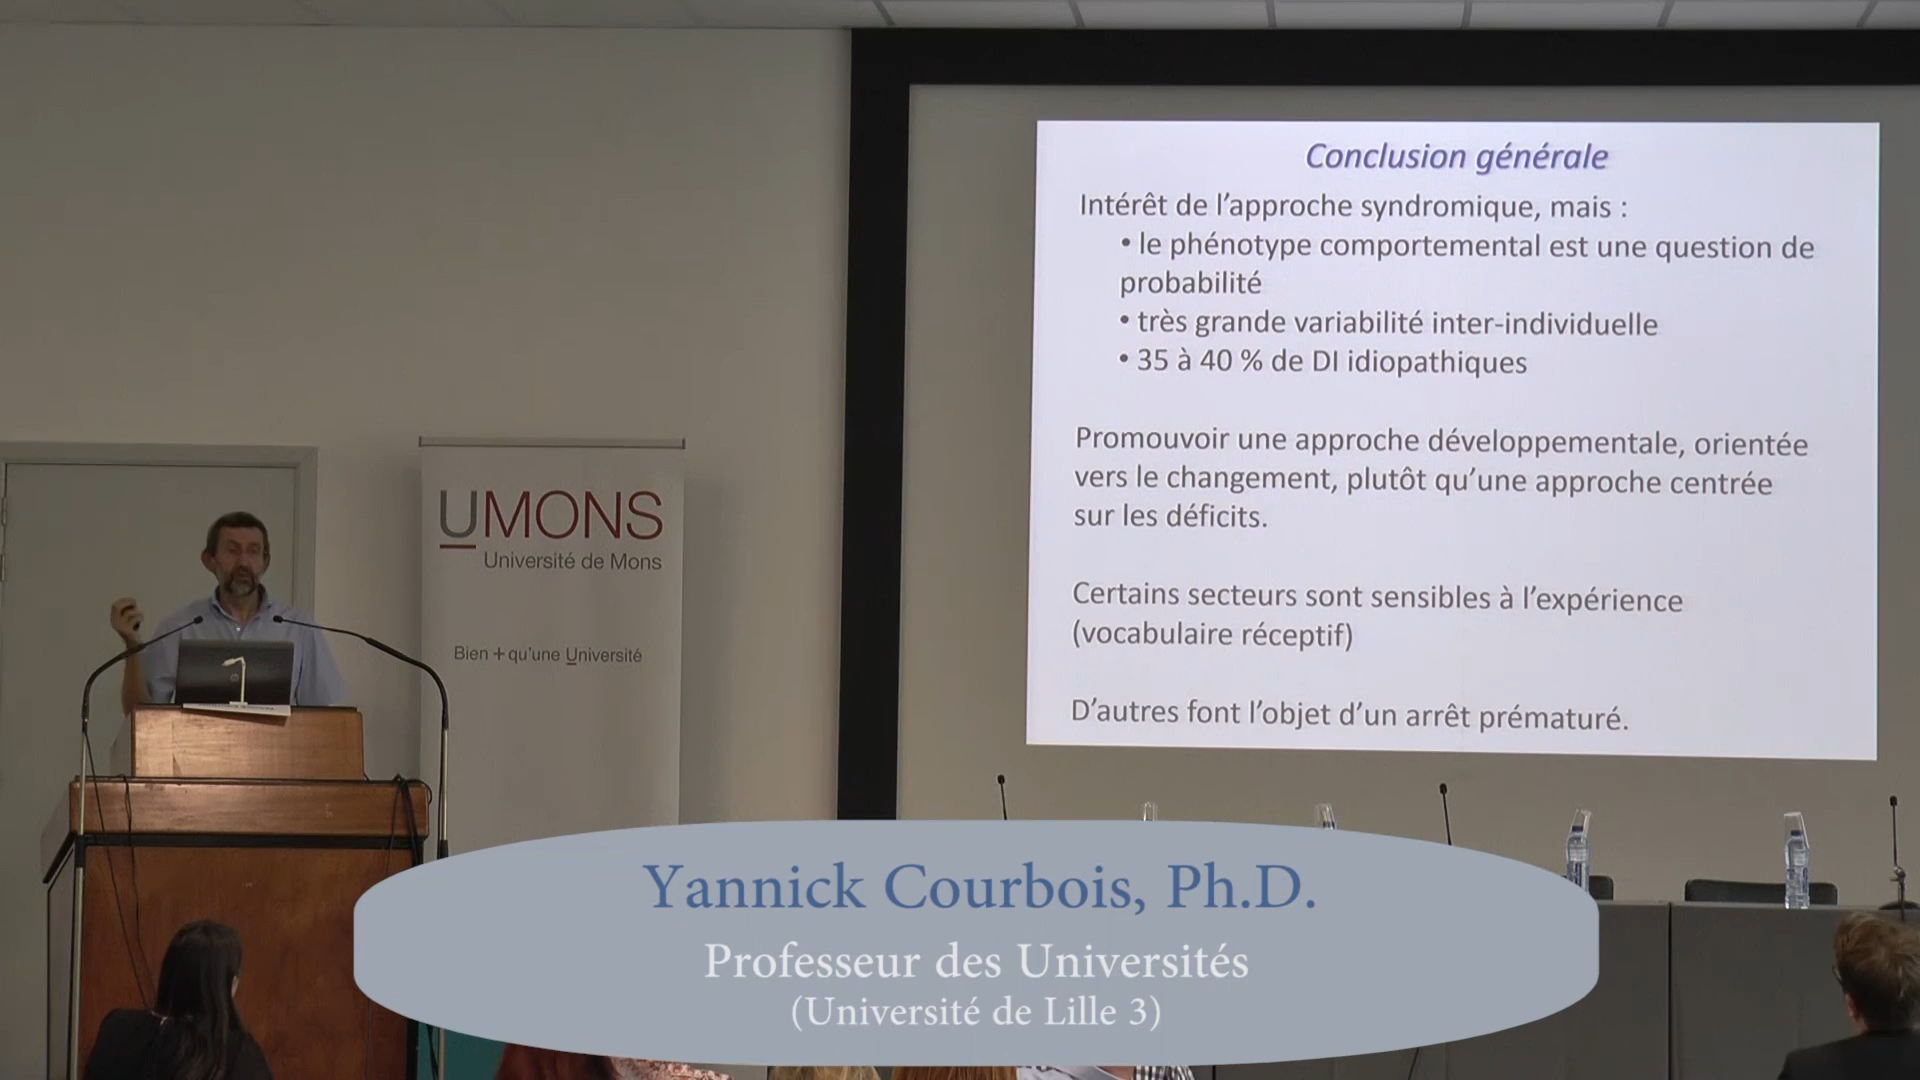 Conclusion générale
Intérêt de l'approche syndromique, mais :
• le phénotype comportemental est une question de
probabilité
• très grande variabilité inter-individuelle
• 35 à 40 % de DI idiopathiques
Promouvoir une approche développementale, orientée
vers le changement, plutôt qu'une approche centrée
sur les déficits.
Certains secteurs sont sensibles à l'expérience
(vocabulaire réceptif)
D'autres font l'objet d'un arrêt prématuré.
UMONS
Université de Mons
Bien + qu'une Université
Yannick Courbois, Ph.D.
Professeur des Universités
(Université de Lille 3)